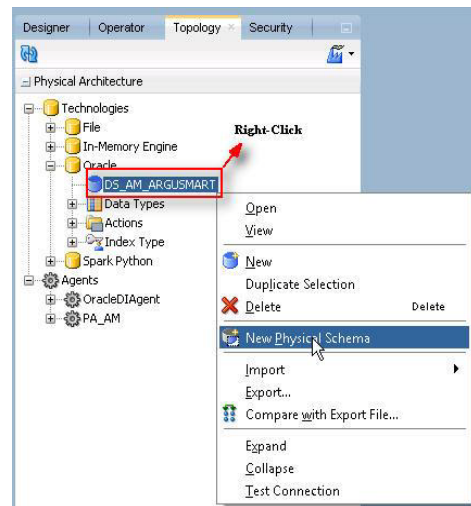 Designer Operator Topology Security
Physical Architecture
Technologies
File
In-Memory Engine
Right-Click
Oracle
DS_AM_ARGUSMART
Data Types
Actions
Index Type
Spark Python
Agents
OracleDIAgent
PA_AM
Open
View
New
Duplicate Selection
Delete Delete
New Physical Schema
Import
Export...
Compare with Export File...
Expand
Collapse
Test Connection